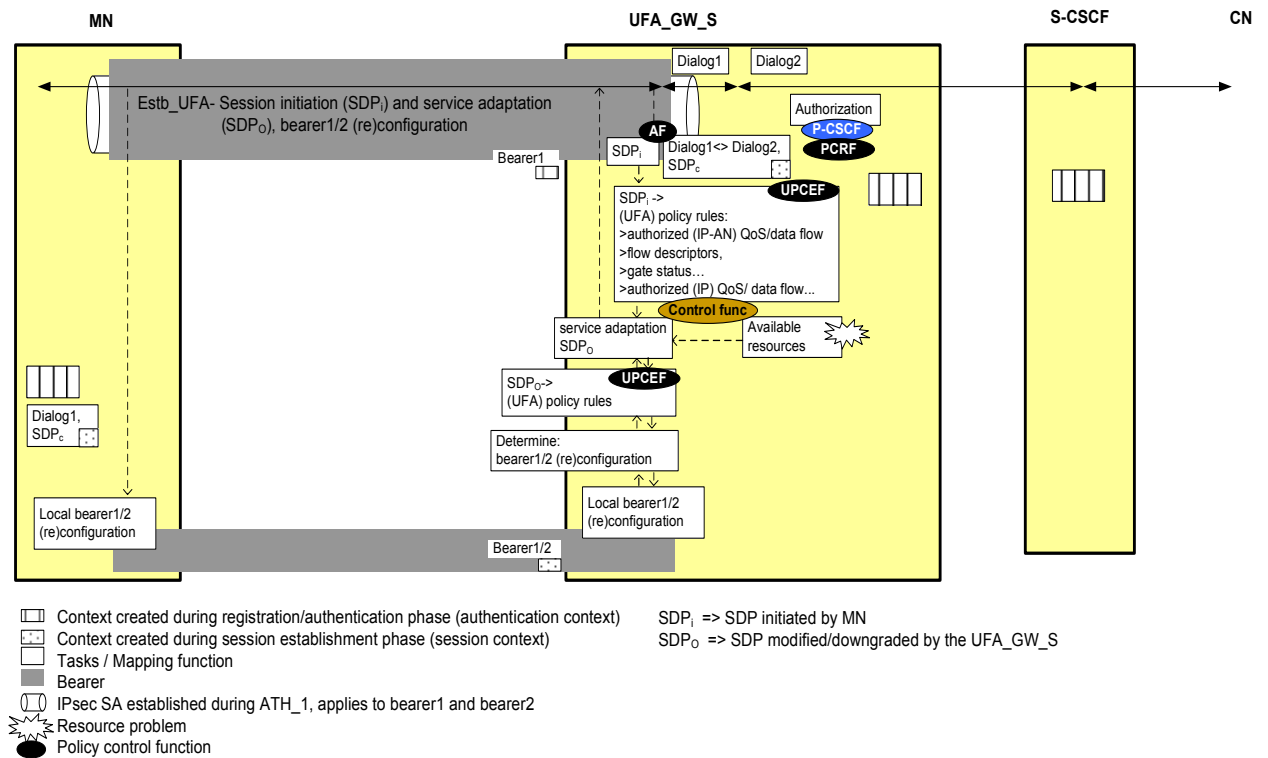 MN
UFA_GW_S
S-CSCF
CN
Dialog1
Dialog2
Estb_UFA- Session initiation (SDPi) and service adaptation
(SDPO), bearer1/2 (re)configuration
Authorization
P-CSCF
PCRF
AF
SDPi
Dialog1<> Dialog2,
SDPc
Bearer1
UPCEF
SDPi ->
(UFA) policy rules:
>authorized (IP-AN) QoS/data flow
>flow descriptors,
>gate status…
>authorized (IP) QoS/ data flow...
Control func
service adaptation
SDPO
Available
resources
UPCEF
SDPO->
(UFA) policy rules
Dialog1,
SDPc
Determine:
bearer1/2 (re)configuration
Local bearer1/2
(re)configuration
Local bearer1/2
(re)configuration
Bearer1/2
Context created during registration/authentication phase (authentication context)
Context created during session establishment phase (session context)
Tasks / Mapping function
Bearer
IPsec SA established during ATH_1, applies to bearer1 and bearer2
Resource problem
Policy control function
SDPi => SDP initiated by MN
SDPO => SDP modified/downgraded by the UFA_GW_S